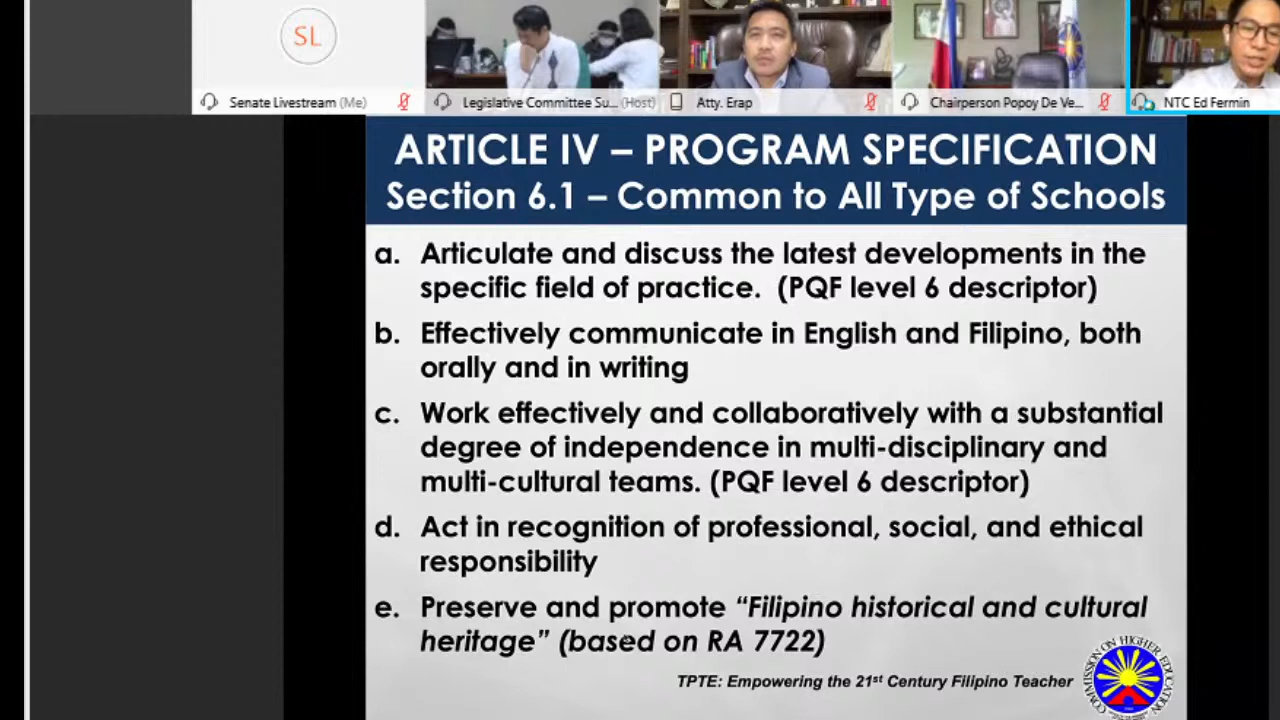 SL
Senate Livestream (Me)
Legislative Committee Su... (Host)
Atty. Erap
Chairperson Popoy De Ve...
NTC Ed Fermin
ARTICLE IV – PROGRAM SPECIFICATION
Section 6.1 – Common to All Type of Schools
a. Articulate and discuss the latest developments in the
specific field of practice. (PQF level 6 descriptor)
b. Effectively communicate in English and Filipino, both
orally and in writing
c. Work effectively and collaboratively with a substantial
degree of independence in multi-disciplinary and
multi-cultural teams. (PQF level 6 descriptor)
d. Act in recognition of professional, social, and ethical
responsibility
e. Preserve and promote “Filipino historical and cultural
heritage” (based on RA 7722)
TPTE: Empowering the 21st Century Filipino Teacher
COMMISSION ON HIGHER EDUCATION